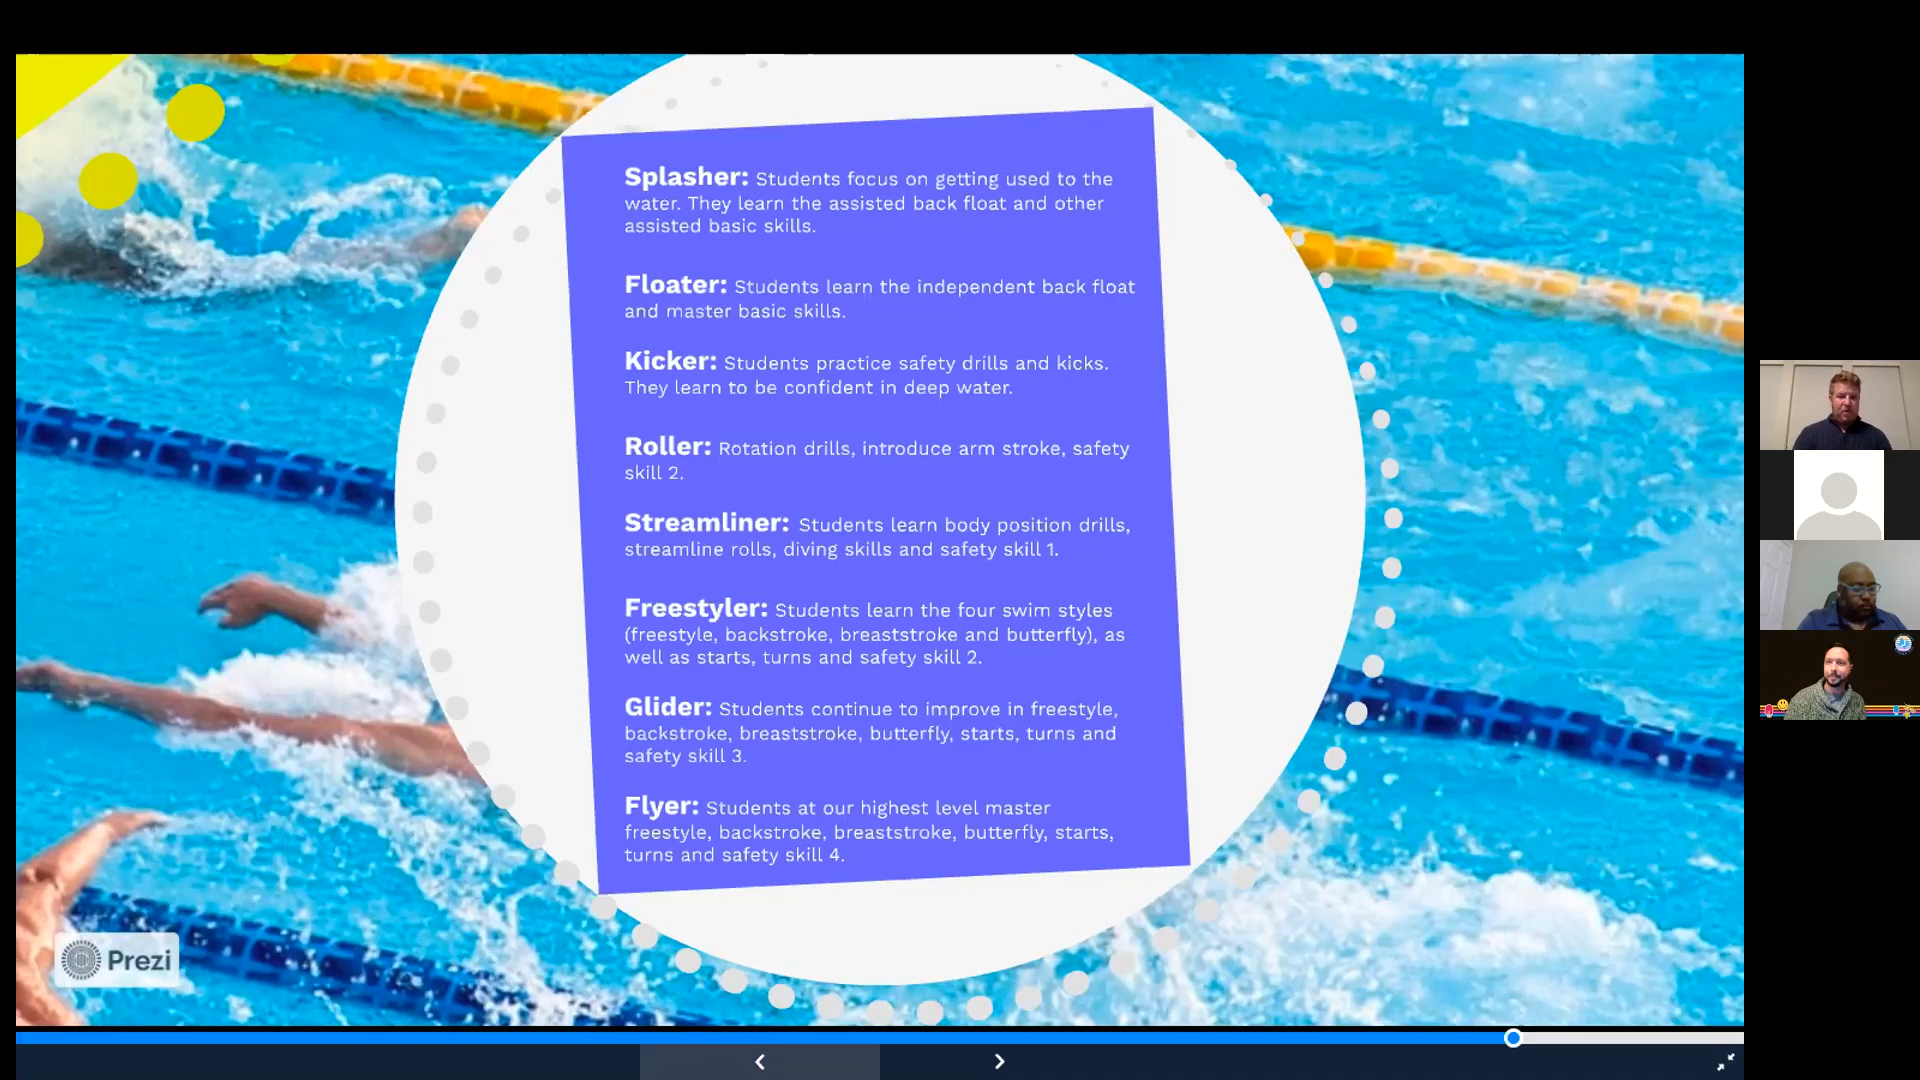 Splasher: Students focus on getting used to the
water. They learn the assisted back float and other
assisted basic skills.
Floater: Students learn the independent back float
and master basic skills.
Kicker: Students practice safety drills and kicks.
They learn to be confident in deep water.
Roller: Rotation drills, introduce arm stroke, safety
skill 2.
Streamliner: Students learn body position drills,
streamline rolls, diving skills and safety skill 1.
Freestyler: Students learn the four swim styles
(freestyle, backstroke, breaststroke and butterfly), as
well as starts, turns and safety skill 2.
Glider: Students continue to improve in freestyle,
backstroke, breaststroke, butterfly, starts, turns and
safety skill 3.
Flyer: Students at our highest level master
freestyle, backstroke, breaststroke, butterfly, starts,
turns and safety skill 4.
Prezi